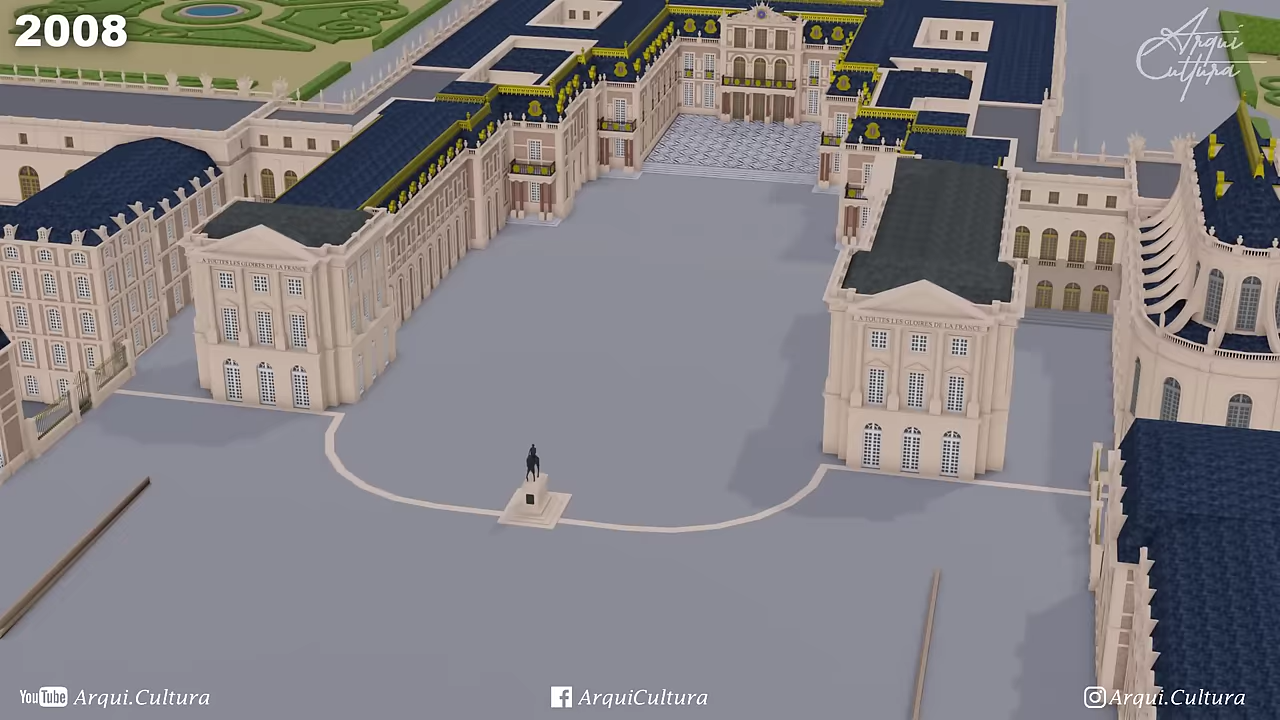 2008
Arqui
Cultura
A TOUTES LES GLOIRES DE LA FRANCE
A TOUTES LES GLOIRES DE LA FRANCE
YouTube Arqui.Cultura
ArquiCultura
Arqui.Cultura